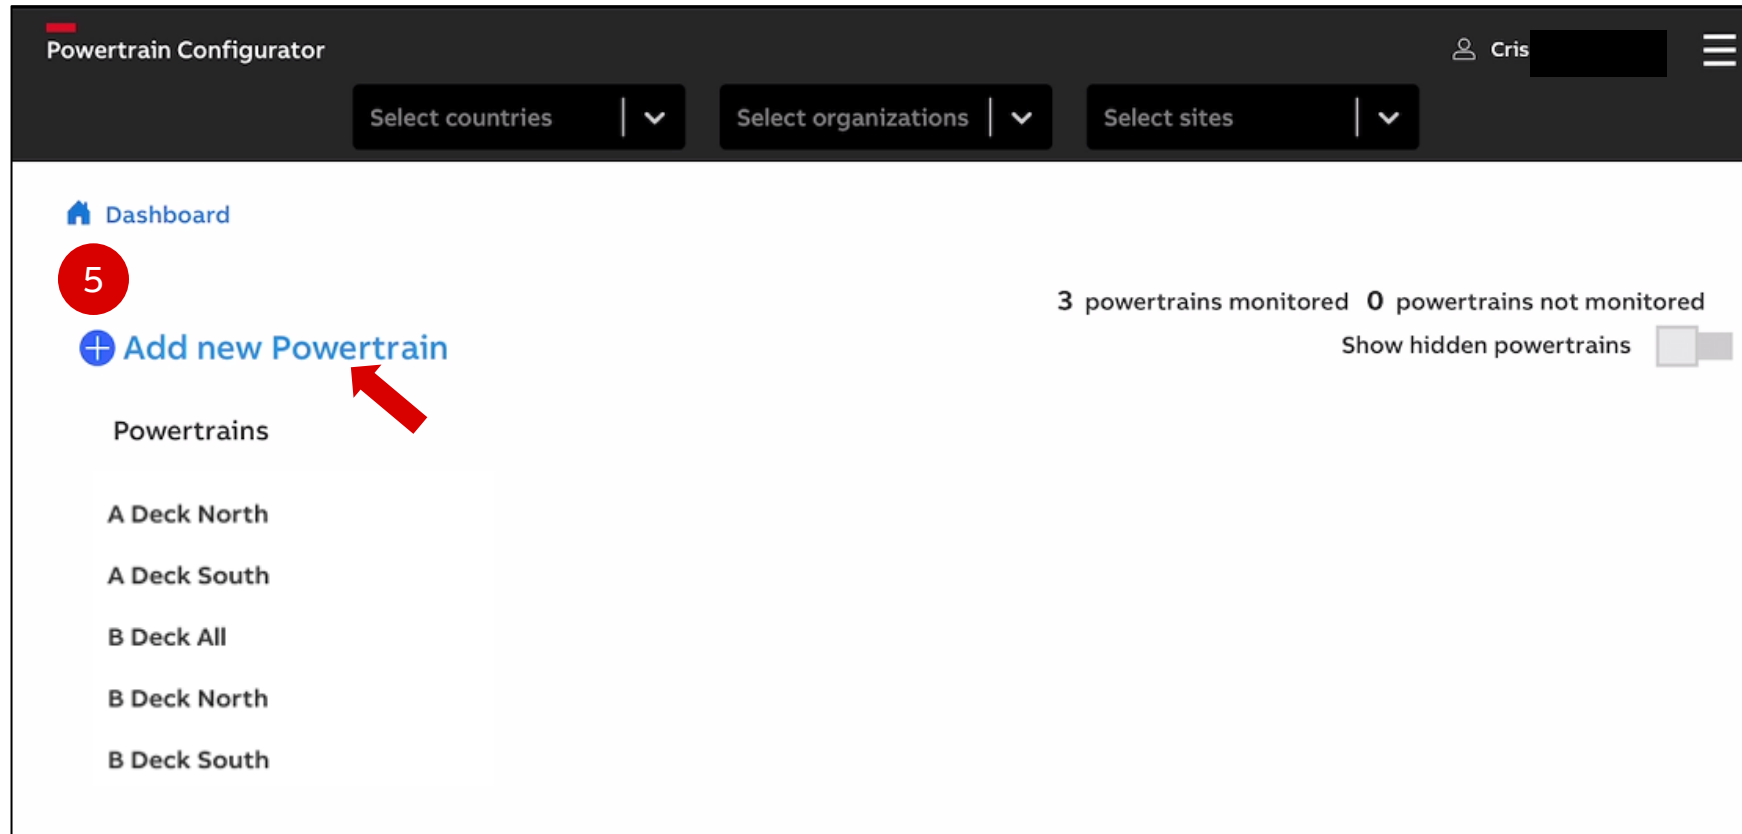 Powertrain Configurator
Cris
Select countries
Select organizations
Select sites
Dashboard
5
3 powertrains monitored 0 powertrains not monitored
Add new Powertrain
Show hidden powertrains
Powertrains
A Deck North
A Deck South
B Deck All
B Deck North
B Deck South